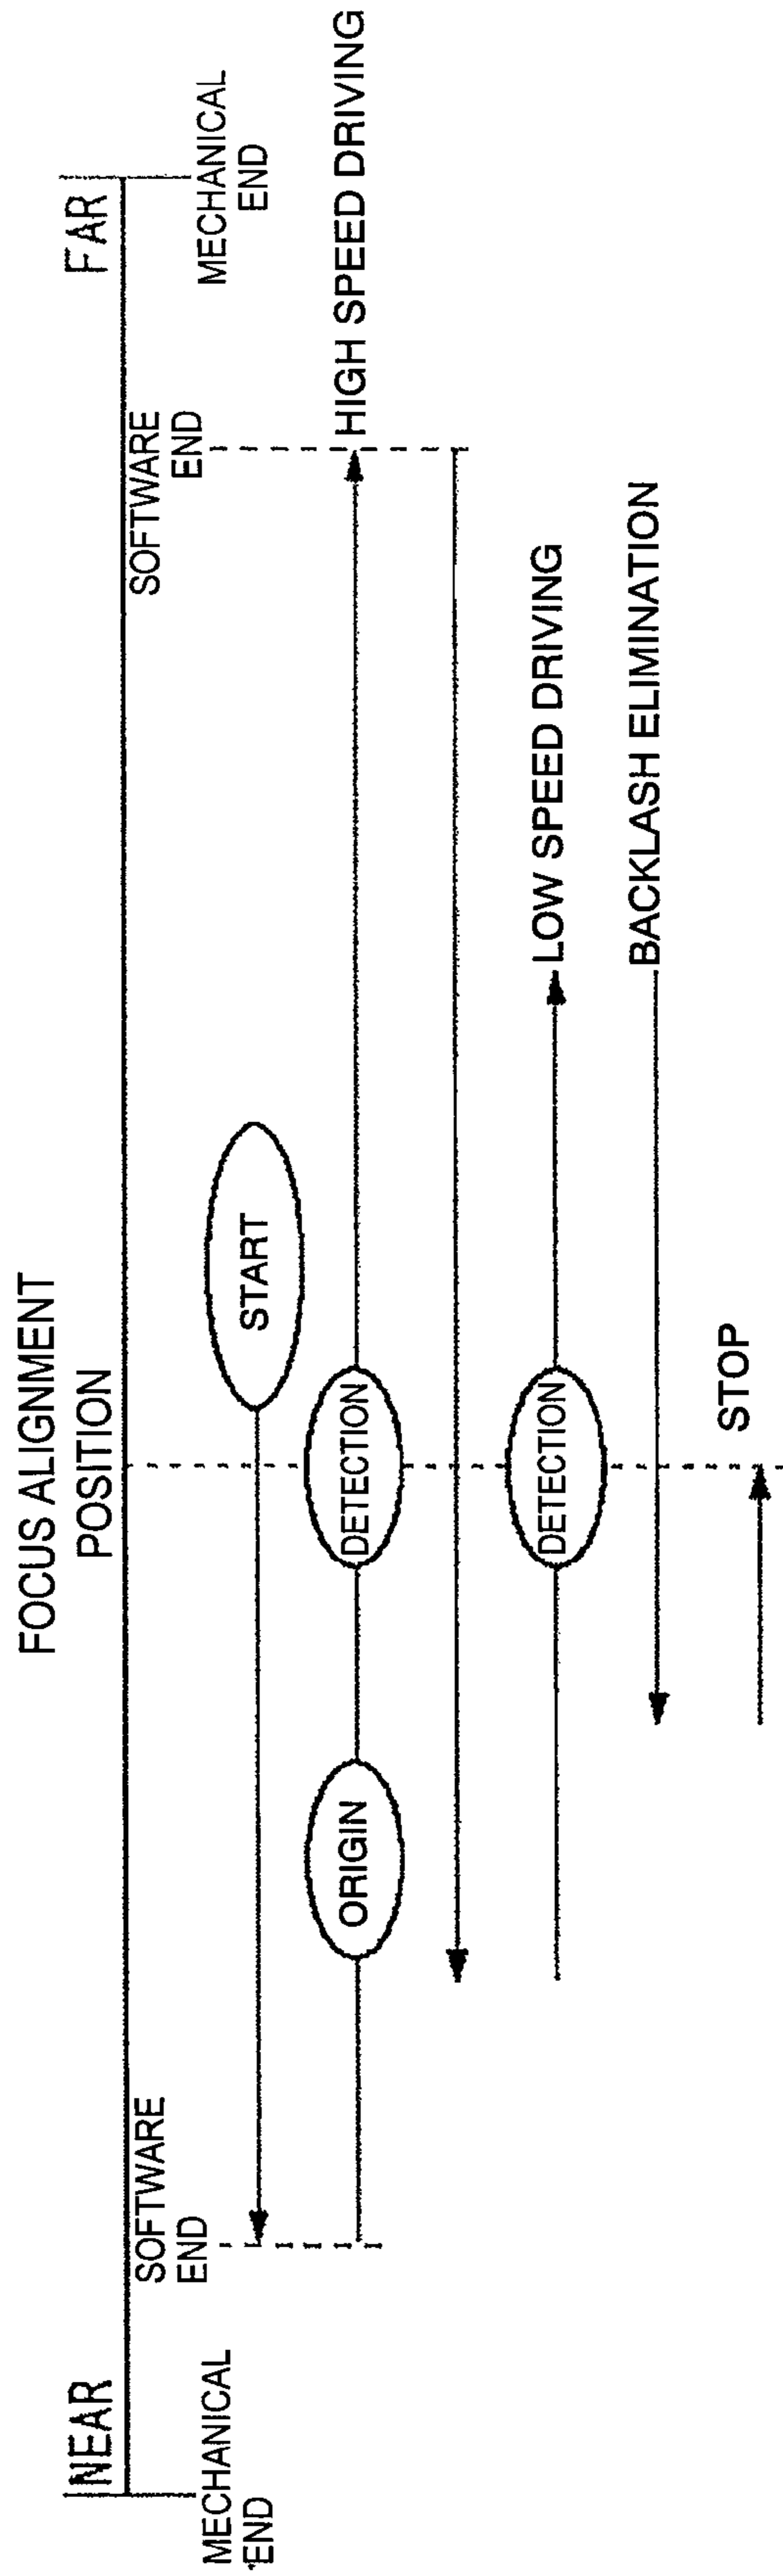 FOCUS ALIGNMENT
POSITION
NEAR
FAR
MECHANICAL
END
SOFTWARE
END
SOFTWARE
END
MECHANICAL
END
START
ORIGIN
DETECTION
HIGH SPEED DRIVING
DETECTION
LOW SPEED DRIVING
BACKLASH ELIMINATION
STOP